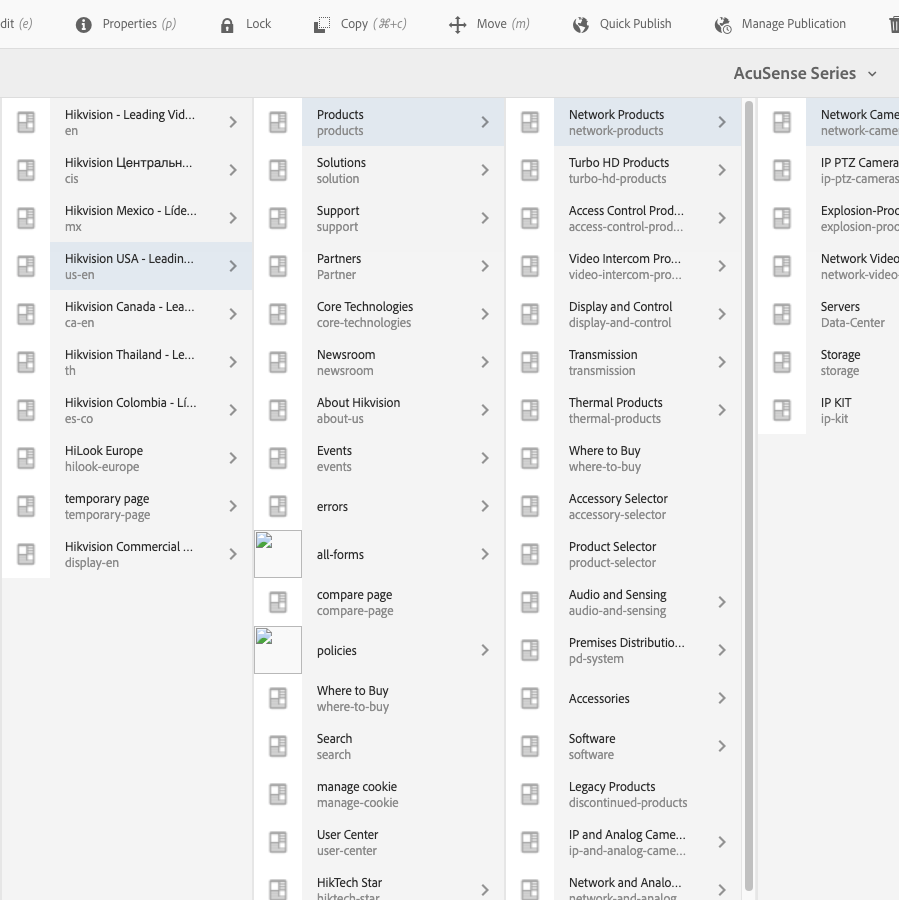 dit (e)
Properties (p)
Lock
Copy (⌘+c)
Move (m)
Quick Publish
Manage Publication
AcuSense Series
Hikvision - Leading Vid...
en
Hikvision Центральн...
cis
Hikvision Mexico - Líde...
mx
Hikvision USA - Leadin...
us-en
Hikvision Canada - Lea...
ca-en
Hikvision Thailand - Le...
th
Hikvision Colombia - Lí...
es-co
HiLook Europe
hilook-europe
temporary page
temporary-page
Hikvision Commercial ...
display-en
Products
products
Solutions
solution
Support
support
Partners
Partner
Core Technologies
core-technologies
Newsroom
newsroom
About Hikvision
about-us
Events
events
errors
all-forms
compare page
compare-page
policies
Where to Buy
where-to-buy
Search
search
manage cookie
manage-cookie
User Center
user-center
HikTech Star
hiktech-star
Network Products
network-products
Turbo HD Products
turbo-hd-products
Access Control Prod...
access-control-prod...
Video Intercom Pro...
video-intercom-pro...
Display and Control
display-and-control
Transmission
transmission
Thermal Products
thermal-products
Where to Buy
where-to-buy
Accessory Selector
accessory-selector
Product Selector
product-selector
Audio and Sensing
audio-and-sensing
Premises Distributio...
pd-system
Accessories
Software
software
Legacy Products
discontinued-products
IP and Analog Came...
ip-and-analog-came...
Network and Analo...
network-and-analog
Network Came
network-came
IP PTZ Camera
ip-ptz-cameras
Explosion-Proo
explosion-proo
Network Video
network-video-
Servers
Data-Center
Storage
storage
IP KIT
ip-kit